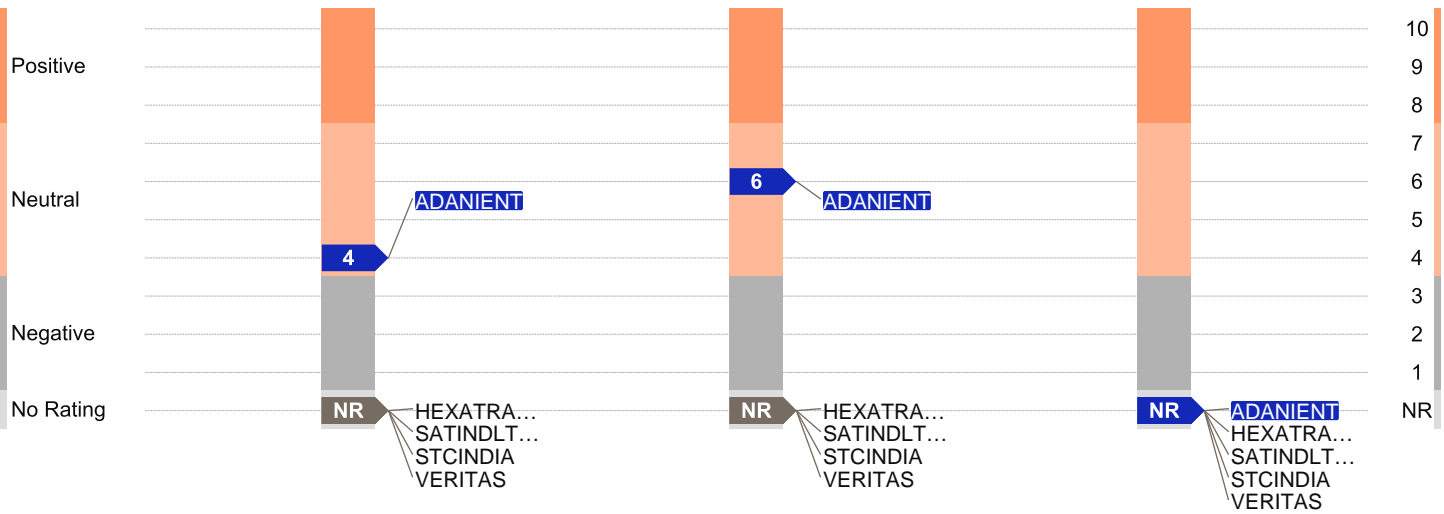 10
Positive
9
8
7
6
6
Neutral
ADANIENT
ADANIENT
5
4
4
3
Negative
2
1
No Rating
NR
HEXATRA...
SATINDLT...
STCINDIA
VERITAS
NR
HEXATRA...
SATINDLT...
STCINDIA
VERITAS
NR
ADANIENT
HEXATRA...
SATINDLT...
STCINDIA
VERITAS
NR